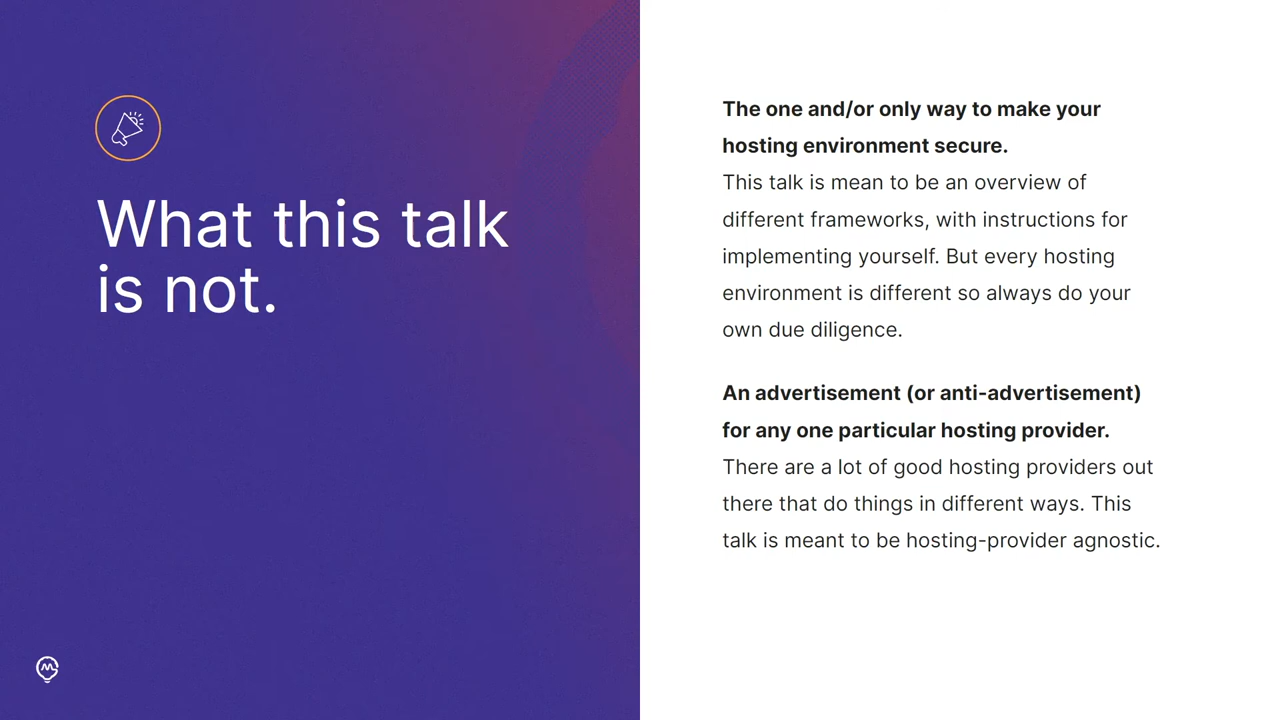 What this talk
is not.
The one and/or only way to make your
hosting environment secure.
This talk is mean to be an overview of
different frameworks, with instructions for
implementing yourself. But every hosting
environment is different so always do your
own due diligence.
An advertisement (or anti-advertisement)
for any one particular hosting provider.
There are a lot of good hosting providers out
there that do things in different ways. This
talk is meant to be hosting-provider agnostic.